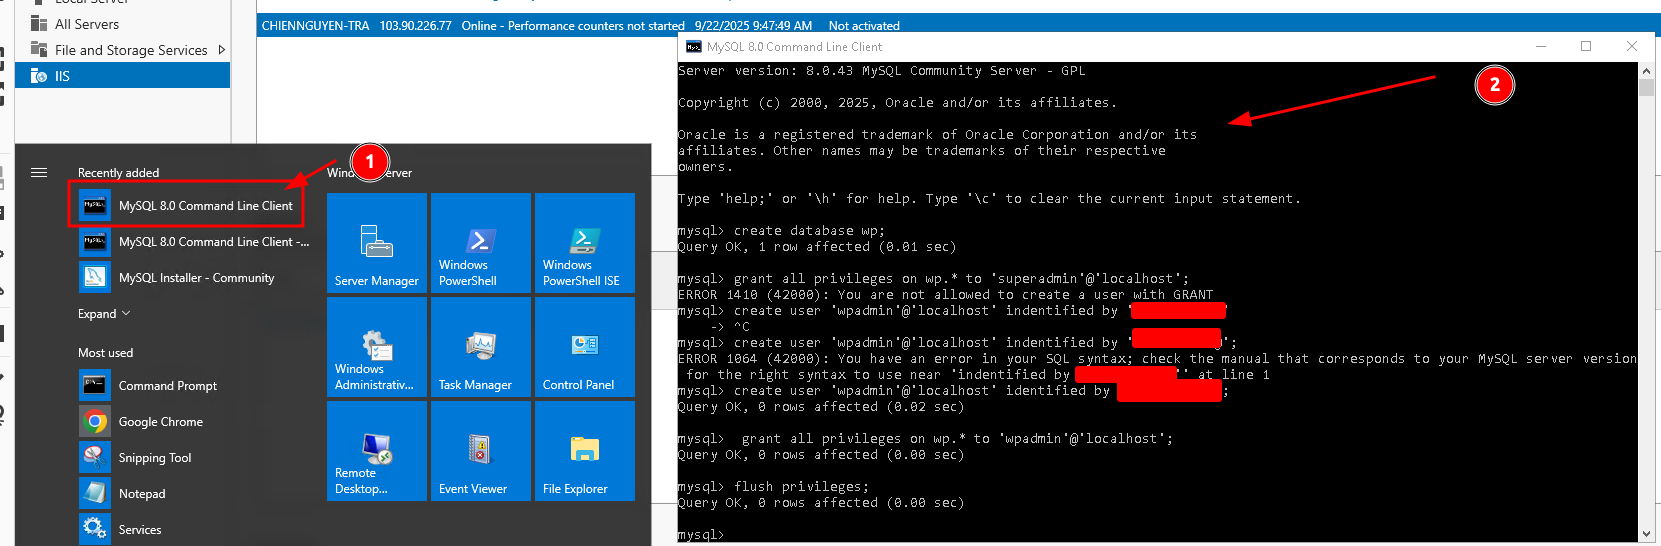 Local Server
All Servers
File and Storage Services
IIS
CHIENNGUYEN-TRA 103.90.226.77 Online - Performance counters not started 9/22/2025 9:47:49 AM Not activated
1
Recently added
MySQL 8.0 Command Line Client
MySQL 8.0 Command Line Client -...
MySQL Installer - Community
Expand
Most used
Command Prompt
Google Chrome
Snipping Tool
Notepad
Services
Server Manager
Windows PowerShell
Windows PowerShell ISE
Windows Administrativ...
Task Manager
Control Panel
Remote Desktop...
Event Viewer
File Explorer
MySQL 8.0 Command Line Client
2
Server version: 8.0.43 MySQL Community Server - GPL
Copyright (c) 2000, 2025, Oracle and/or its affiliates.
Oracle is a registered trademark of Oracle Corporation and/or its
affiliates. Other names may be trademarks of their respective
owners.
Type 'help;' or '\h' for help. Type '\c' to clear the current input statement.
mysql> create database wp;
Query OK, 1 row affected (0.01 sec)
mysql> grant all privileges on wp.* to 'superadmin'@'localhost';
ERROR 1410 (42000): You are not allowed to create a user with GRANT
mysql> create user 'wpadmin'@'localhost' indentified by '
-> ^C
mysql> create user 'wpadmin'@'localhost' indentified by ';
ERROR 1064 (42000): You have an error in your SQL syntax; check the manual that corresponds to your MySQL server version
for the right syntax to use near 'indentified by '' at line 1
mysql> create user 'wpadmin'@'localhost' identified by ;
Query OK, 0 rows affected (0.02 sec)
mysql> grant all privileges on wp.* to 'wpadmin'@'localhost';
Query OK, 0 rows affected (0.00 sec)
mysql> flush privileges;
Query OK, 0 rows affected (0.00 sec)
mysql>